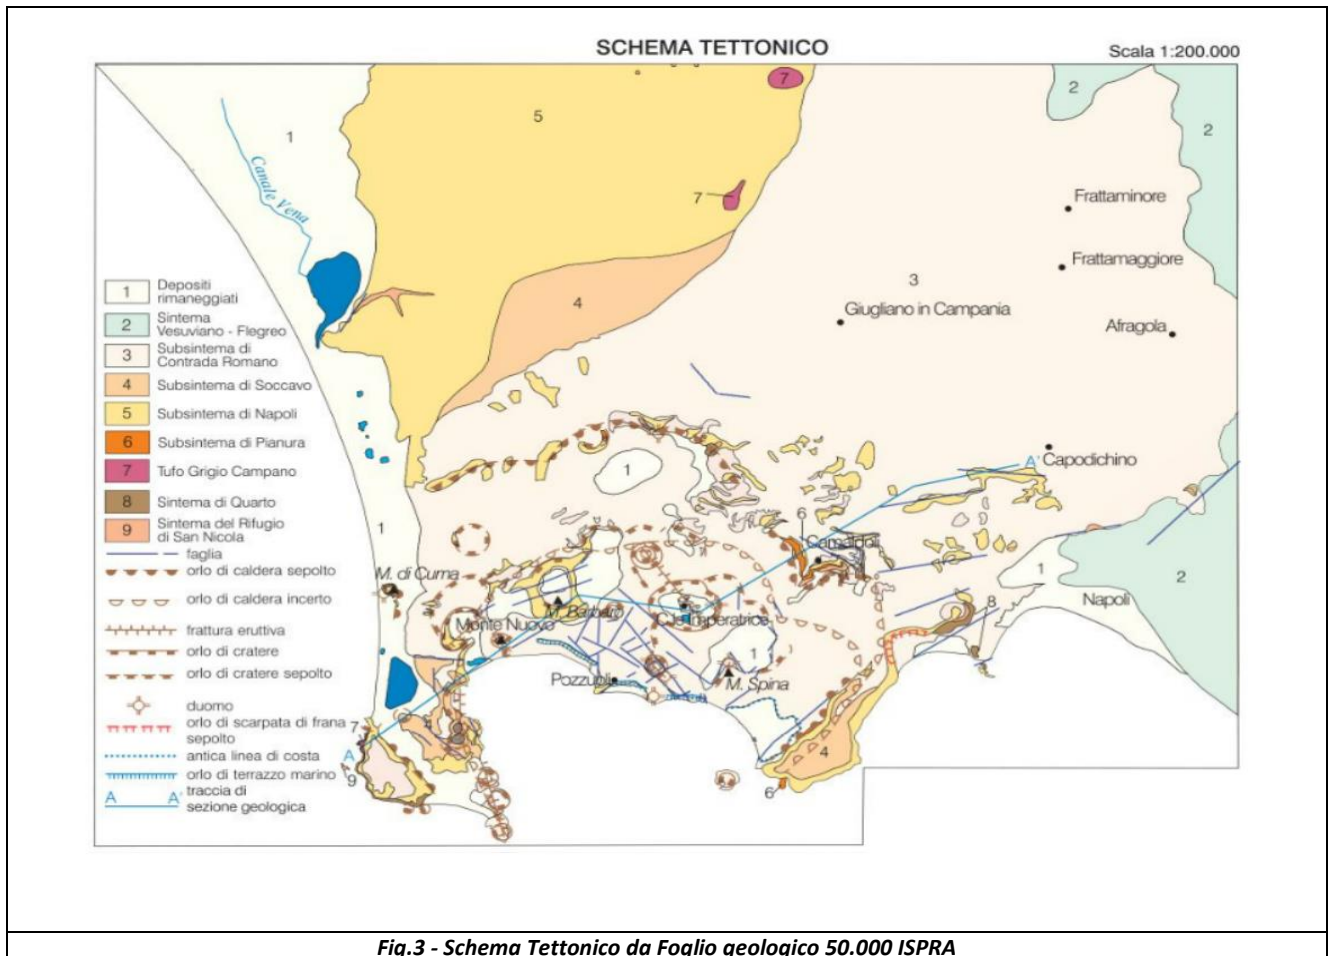 SCHEMA TETTONICO
Scala 1:200.000
7
2
5
2
1
Canale Vena
7
Frattaminore
Frattamaggiore
3
4
Giugliano in Campania
Afragola
1 Depositi
rimaneggiati
2 Sintema
Vesuviano - Flegreo
3 Subsintema di
Contrada Romano
4 Subsintema di Soccavo
5 Subsintema di Napoli
6 Subsintema di Pianura
7 Tufo Grigio Campano
8 Sintema di Quarto
9 Sintema del Rifugio
di San Nicola
faglia
orlo di caldera sepolto
orlo di caldera incerto
frattura eruttiva
orlo di cratere
orlo di cratere sepolto
duomo
orlo di scarpata di frana
sepolto
antica linea di costa
orlo di terrazzo marino
A A' traccia di
sezione geologica
1
A' Capodichino
1
6
Camaldoli
M. di Cuma
1
2
Napoli
8
M. Barbaro
Monte Nuovo
C.le Imperatrice
1
Pozzuoli
M. Spina
7
A
4
9
6
Fig.3 - Schema Tettonico da Foglio geologico 50.000 ISPRA